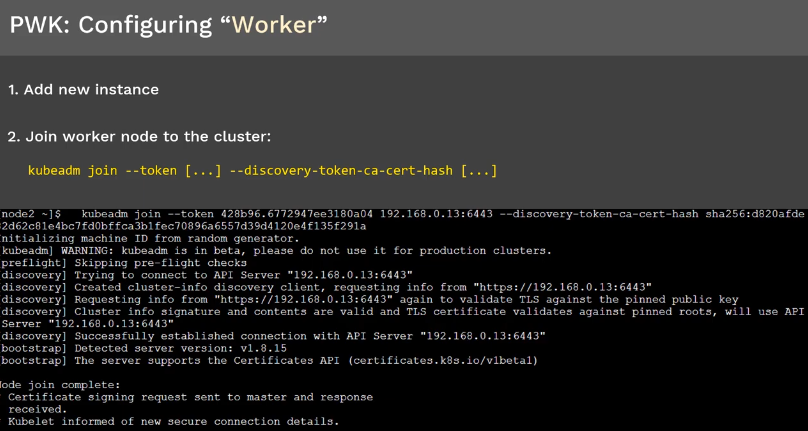 PWK: Configuring “Worker”
1. Add new instance
2. Join worker node to the cluster:
kubeadm join --token [...] --discovery-token-ca-cert-hash [...]
[node2 ~]$   kubeadm join --token 428b96.6772947ee3180a04 192.168.0.13:6443 --discovery-token-ca-cert-hash sha256:d820afde
82d62c81e4bc7fd0bffca3b1fec70896a6557d39d4120e4f135f291a
Initializing machine ID from random generator.
[kubeadm] WARNING: kubeadm is in beta, please do not use it for production clusters.
[preflight] Skipping pre-flight checks
[discovery] Trying to connect to API Server "192.168.0.13:6443"
[discovery] Created cluster-info discovery client, requesting info from "https://192.168.0.13:6443"
[discovery] Requesting info from "https://192.168.0.13:6443" again to validate TLS against the pinned public key
[discovery] Cluster info signature and contents are valid and TLS certificate validates against pinned roots, will use API
Server "192.168.0.13:6443"
[discovery] Successfully established connection with API Server "192.168.0.13:6443"
[bootstrap] Detected server version: v1.8.15
[bootstrap] The server supports the Certificates API (certificates.k8s.io/v1beta1)
Node join complete:
Certificate signing request sent to master and response
received.
Kubelet informed of new secure connection details.